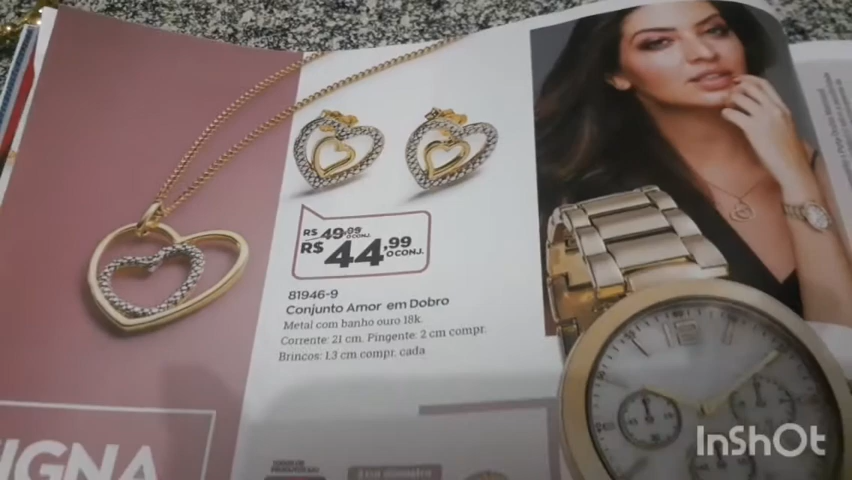 R$ 49,99
O CONJ.
R$ 44,99
O CONJ.
81946-9
Conjunto Amor em Dobro
Metal com banho ouro 18k.
Corrente: 21 cm. Pingente: 2 cm compr.
Brincos: 1,3 cm compr. cada
IGNA
InShOt